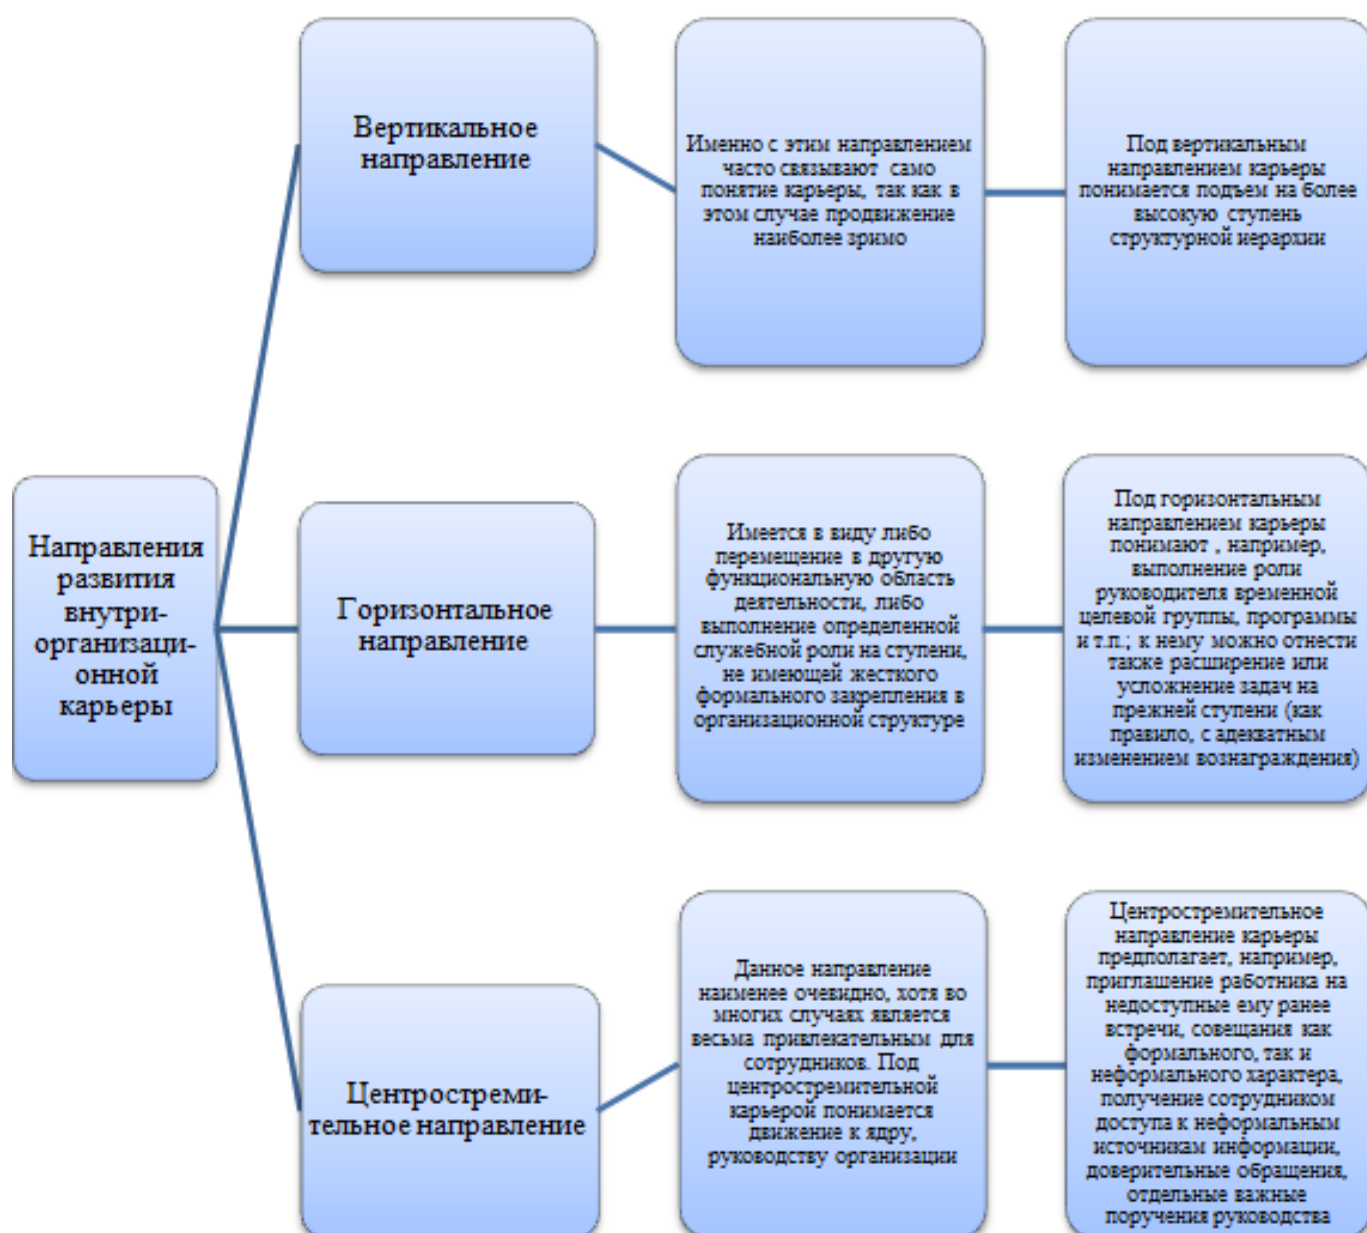 Направления
развития
внутри-
организаци-
онной
карьеры
Вертикальное
направление
Именно с этим направлением
часто связывают само
понятие карьеры, так как в
этом случае продвижение
наиболее зримо
Под вертикальным
направлением карьеры
понимается подъем на более
высокую ступень
структурной иерархии
Горизонтальное
направление
Имеется в виду либо
перемещение в другую
функциональную область
деятельности, либо
выполнение определенной
служебной роли на ступени,
не имеющей жесткого
формального закрепления в
организационной структуре
Под горизонтальным
направлением карьеры
понимают , например,
выполнение роли
руководителя временной
целевой группы, программы
и т.п.; к нему можно отнести
также расширение или
усложнение задач на
прежней ступени (как
правило, с адекватным
изменением вознаграждения)
Центростреми-
тельное направление
Данное направление
наименее очевидно, хотя во
многих случаях является
весьма привлекательным для
сотрудников. Под
центростремительной
карьерой понимается
движение к ядру,
руководству организации
Центростремительное
направление карьеры
предполагает, например,
приглашение работника на
недоступные ему ранее
встречи, совещания как
формального, так и
неформального характера,
получение сотрудником
доступа к неформальным
источникам информации,
доверительные обращения,
отдельные важные
поручения руководства